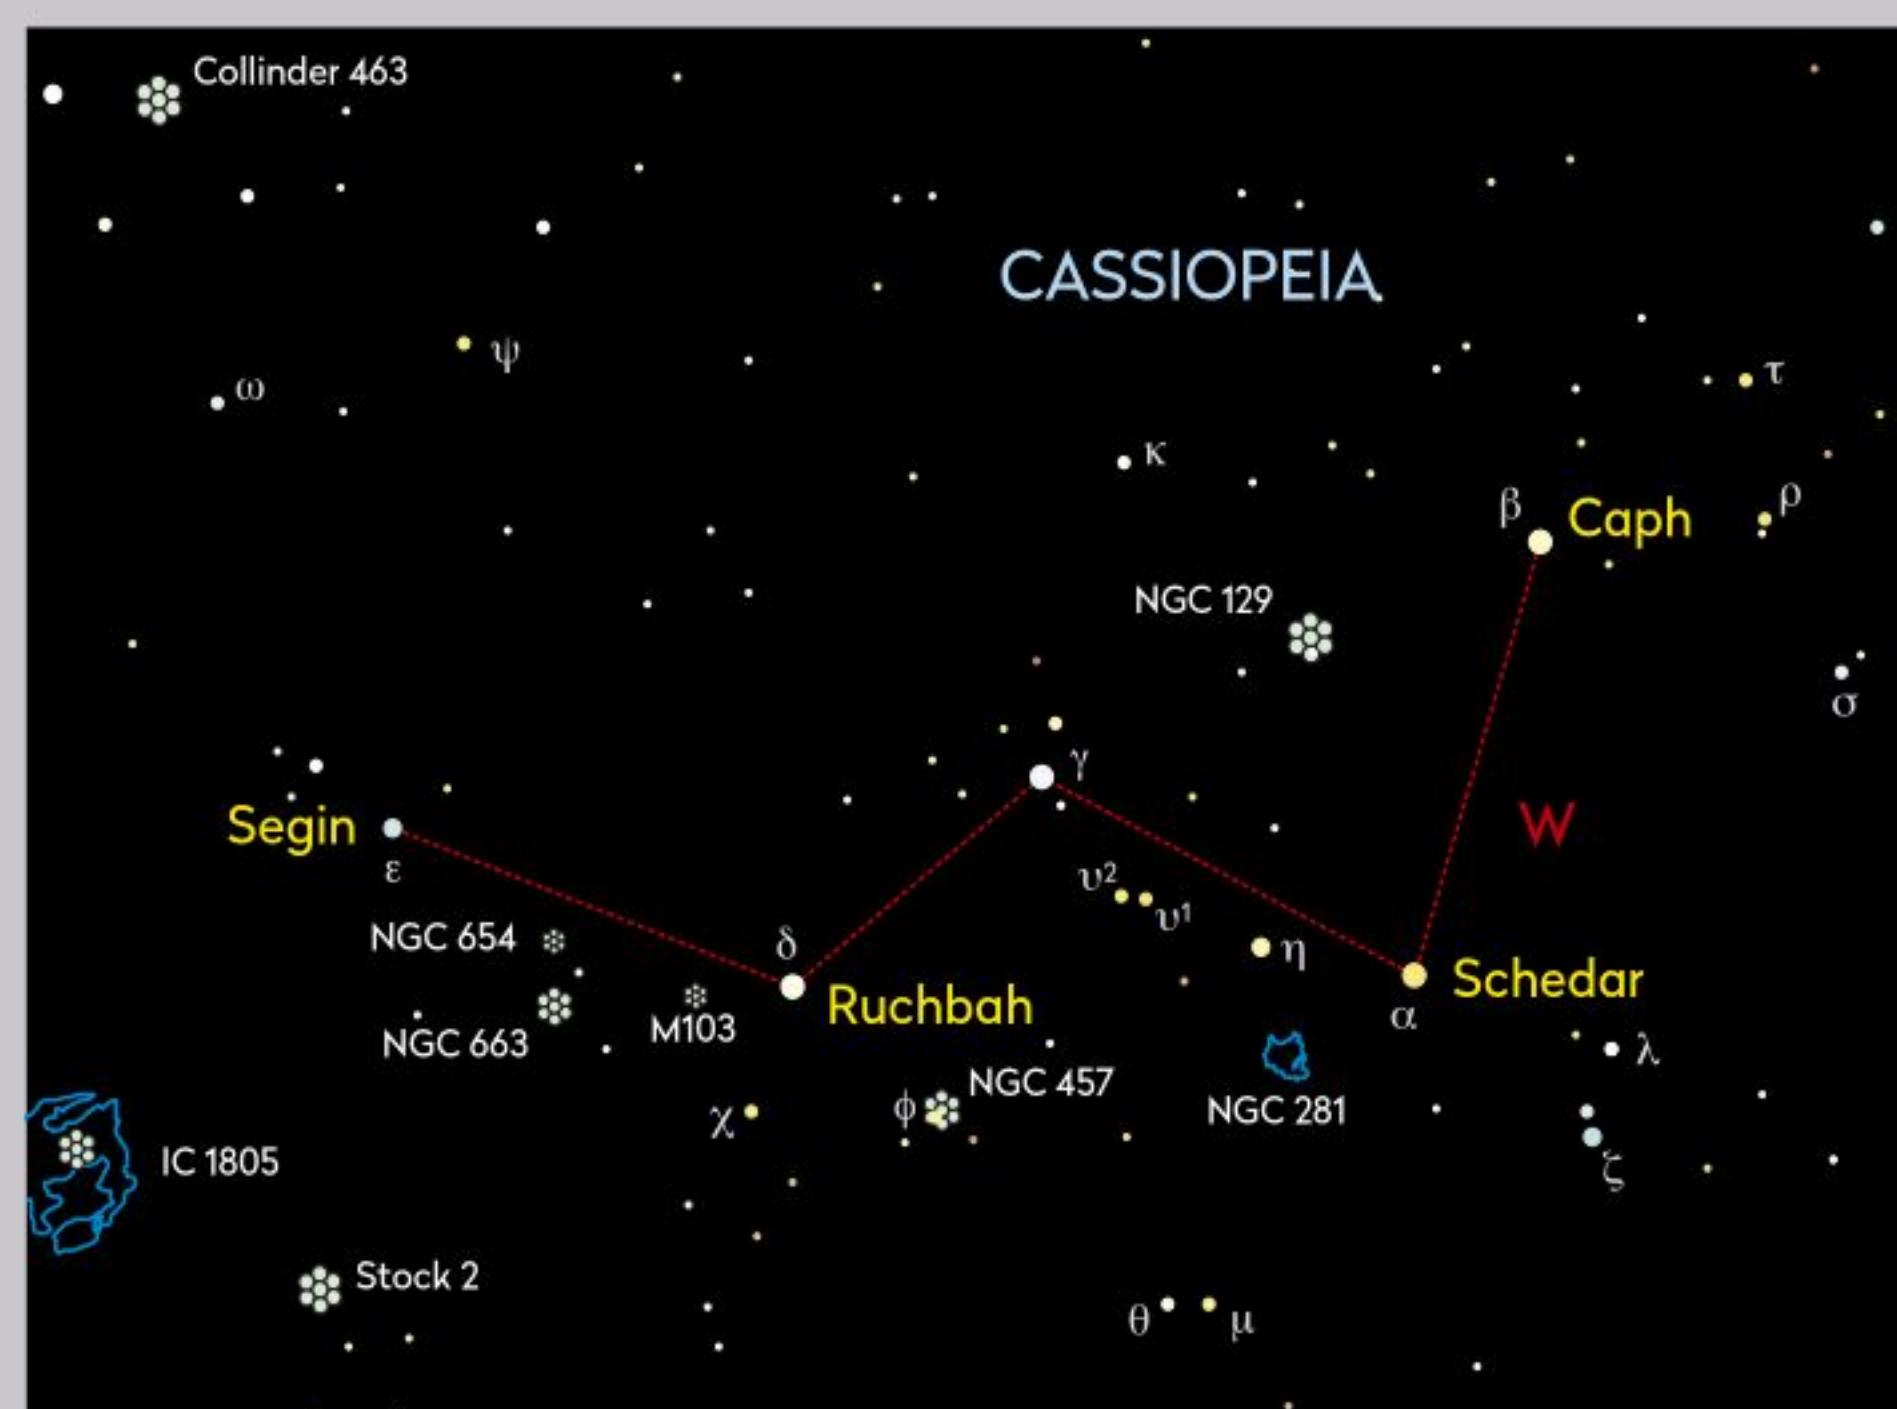 Collinder 463
CASSIOPEIA
ψ
ω
τ
κ
β
Caph
ρ
NGC 129
σ
γ
Segin
ε
W
υ2
υ1
NGC 654
δ
η
Schedar
α
Ruchbah
M103
NGC 663
λ
NGC 457
χ
φ
NGC 281
IC 1805
ζ
Stock 2
θ
μ